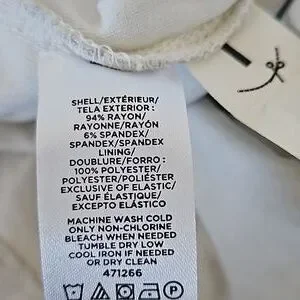 SHELL/EXTÉRIEUR/
TELA EXTERIOR :
94% RAYON/
RAYONNE/RAYÓN
6% SPANDEX/
SPANDEX/SPANDEX
LINING/
DOUBLURE/FORRO :
100% POLYESTER/
POLYESTER/POLIÉSTER
EXCLUSIVE OF ELASTIC/
SAUF ÉLASTIQUE/
EXCEPTO ELÁSTICO
MACHINE WASH COLD
ONLY NON-CHLORINE
BLEACH WHEN NEEDED
TUMBLE DRY LOW
COOL IRON IF NEEDED
OR DRY CLEAN
471266